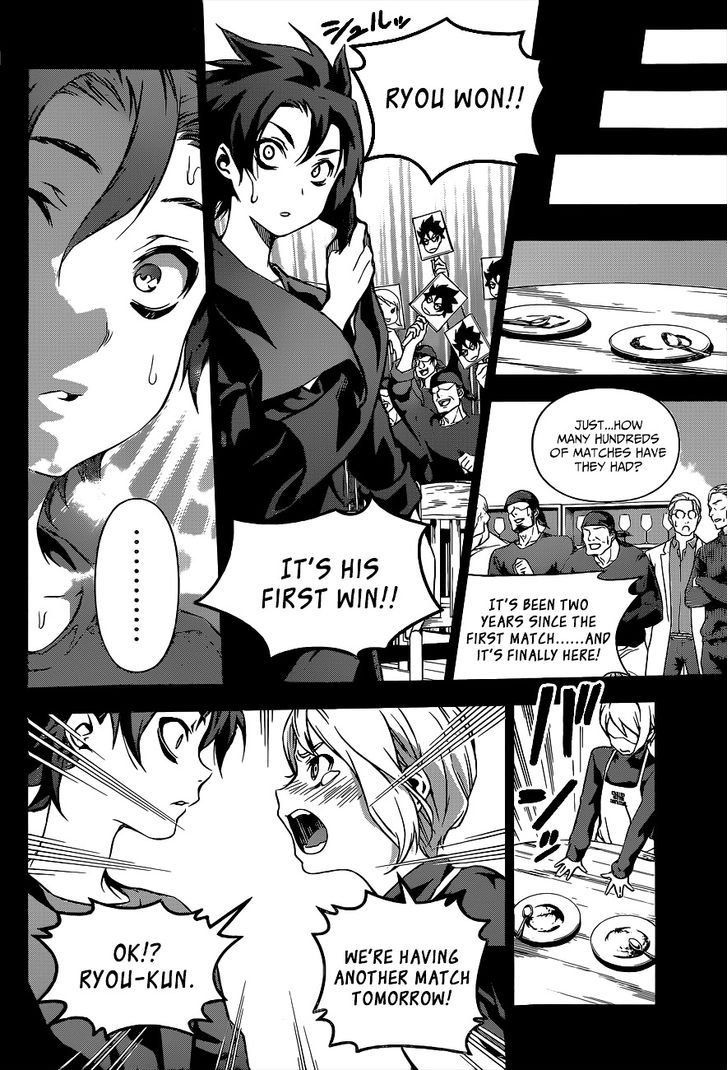 JUST...HOW
MANY HUNDREDS
OF MATCHES HAVE
THEY HAD?
IT'S BEEN TWO
YEARS SINCE THE
FIRST MATCH......AND
IT'S FINALLY HERE!
RYOU WON!!
シュルッ
IT'S HIS
FIRST WIN!!
.........
WE'RE HAVING
ANOTHER MATCH
TOMORROW!
OK!?
RYOU-KUN.